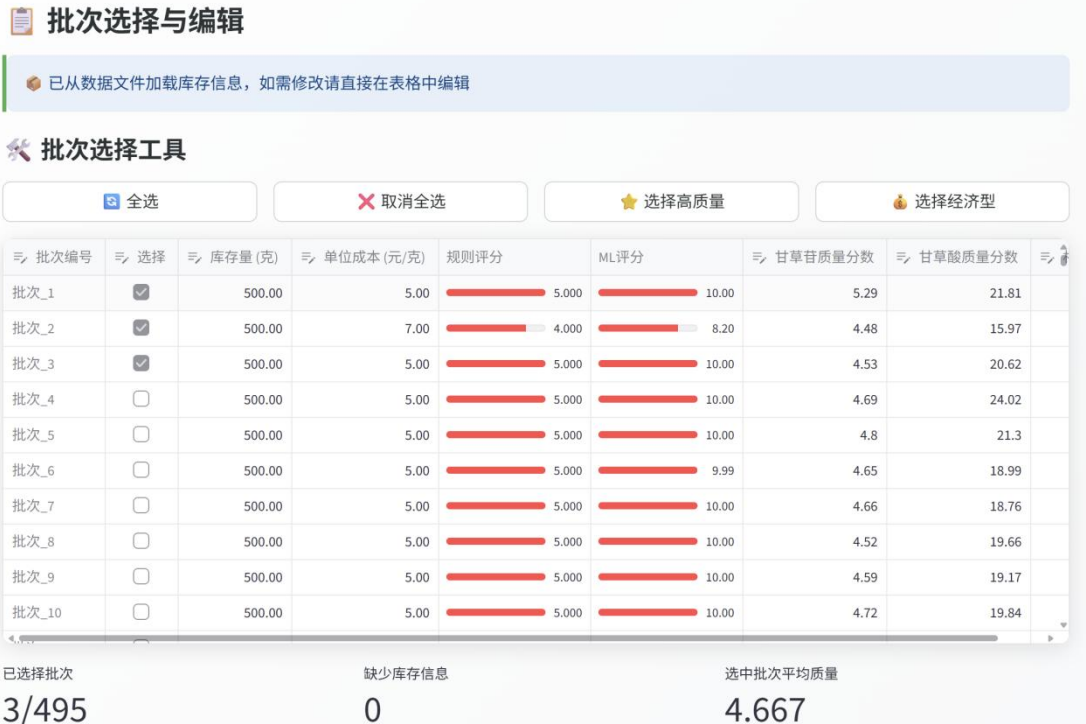 批次选择与编辑
已从数据文件加载库存信息，如需修改请直接在表格中编辑
批次选择工具
全选 取消全选 选择高质量 选择经济型
批次编号 选择 库存量 (克) 单位成本 (元/克) 规则评分 ML评分 甘草苷质量分数 甘草酸质量分数
批次_1 500.00 5.00 5.000 10.00 5.29 21.81
批次_2 500.00 7.00 4.000 8.20 4.48 15.97
批次_3 500.00 5.00 5.000 10.00 4.53 20.62
批次_4 500.00 5.00 5.000 10.00 4.69 24.02
批次_5 500.00 5.00 5.000 10.00 4.8 21.3
批次_6 500.00 5.00 5.000 9.99 4.65 18.99
批次_7 500.00 5.00 5.000 10.00 4.66 18.76
批次_8 500.00 5.00 5.000 10.00 4.52 19.66
批次_9 500.00 5.00 5.000 10.00 4.59 19.17
批次_10 500.00 5.00 5.000 10.00 4.72 19.84
已选择批次 缺少库存信息 选中批次平均质量
3/495 0 4.667